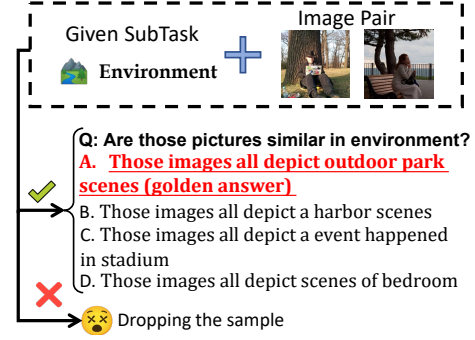 Given SubTask
Image Pair
Environment
Q: Are those pictures similar in environment?
A. Those images all depict outdoor park
scenes (golden answer)
B. Those images all depict a harbor scenes
C. Those images all depict a event happened
in stadium
D. Those images all depict scenes of bedroom
Dropping the sample